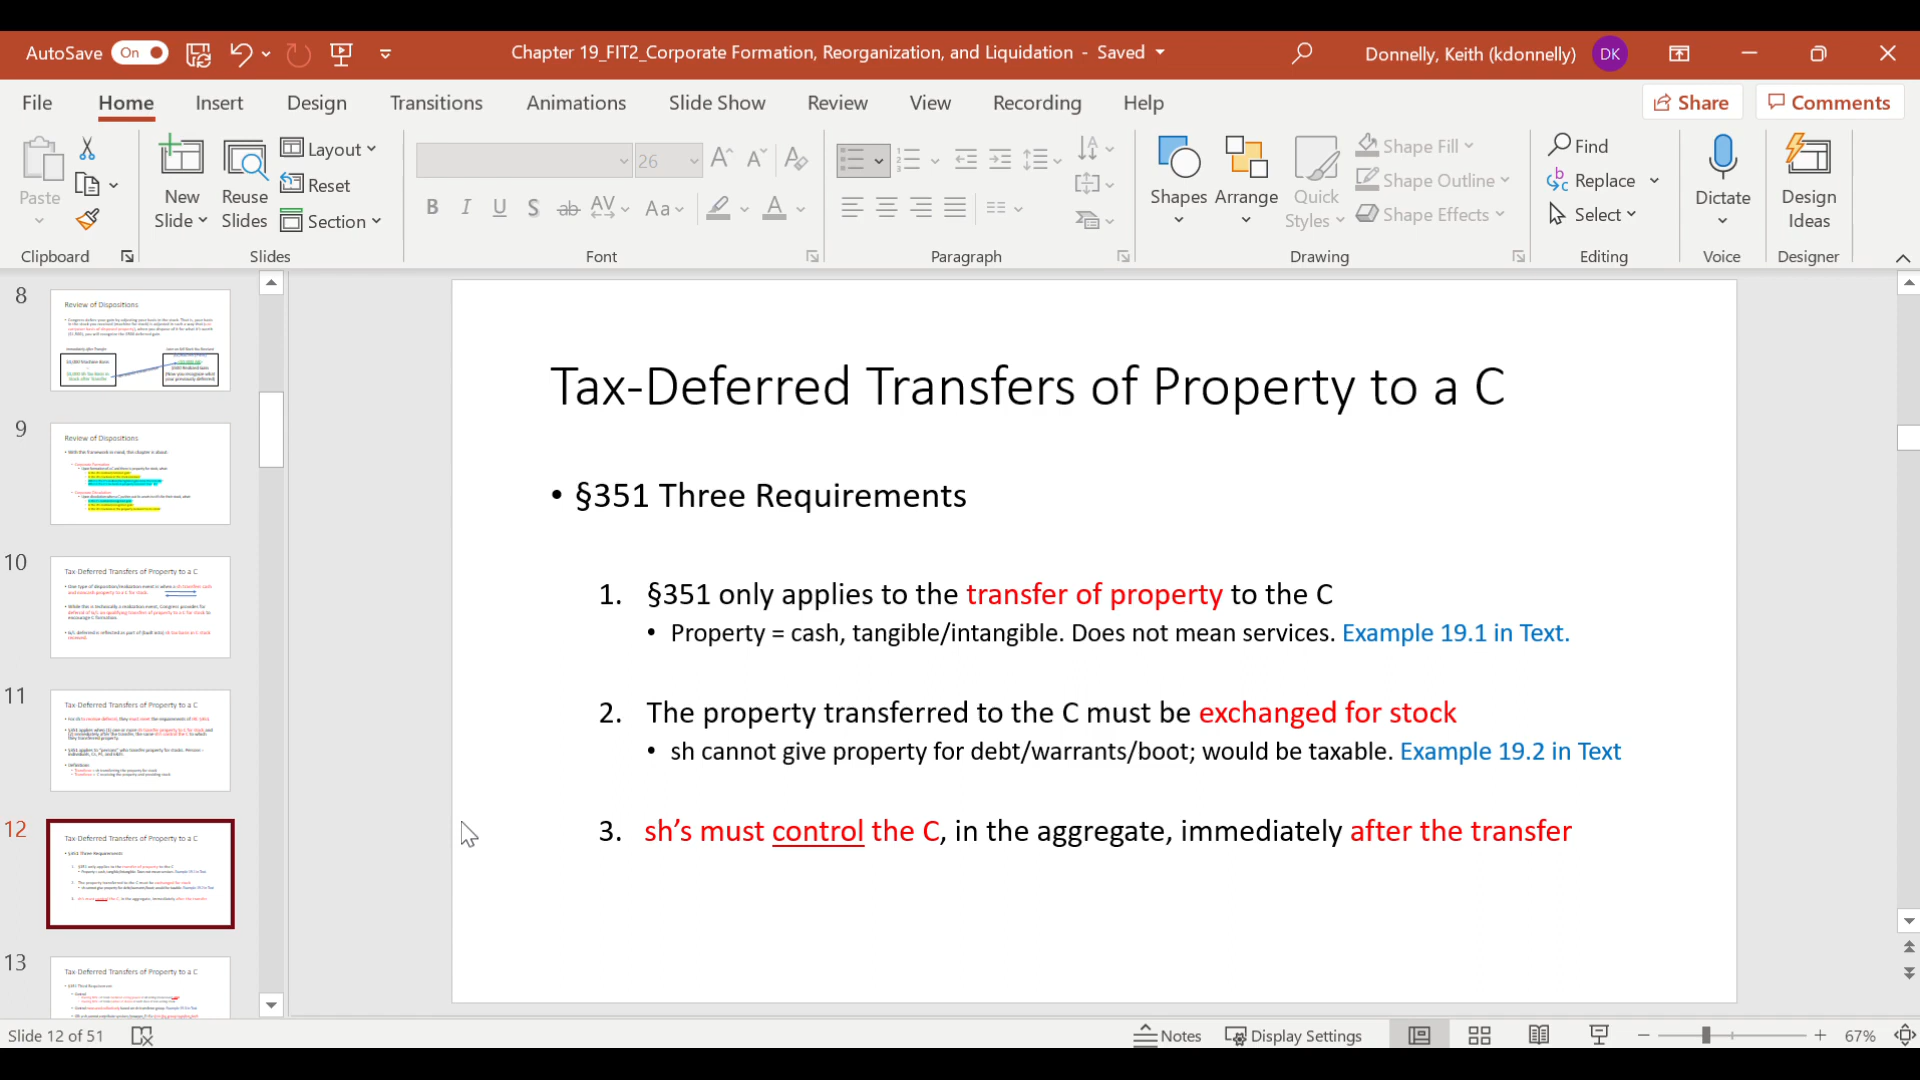 AutoSave On
Chapter 19_FIT2_Corporate Formation, Reorganization, and Liquidation - Saved
Donnelly, Keith (kdonnelly) DK
File Home Insert Design Transitions Animations Slide Show Review View Recording Help Share Comments
Paste
New Slide
Reuse Slides
Layout
Reset
Section
26
B I U S ab AV Aa A
Shapes
Arrange
Quick Styles
Shape Fill
Shape Outline
Shape Effects
Find
Replace
Select
Dictate
Design Ideas
Clipboard Slides Font Paragraph Drawing Editing Voice Designer
8
Review of Dispositions
9
Review of Dispositions
10
Tax-Deferred Transfers of Property to a C
11
Tax-Deferred Transfers of Property to a C
12
Tax-Deferred Transfers of Property to a C
13
Tax-Deferred Transfers of Property to a C
Tax-Deferred Transfers of Property to a C
• §351 Three Requirements
1. §351 only applies to the transfer of property to the C
• Property = cash, tangible/intangible. Does not mean services. Example 19.1 in Text.
2. The property transferred to the C must be exchanged for stock
• sh cannot give property for debt/warrants/boot; would be taxable. Example 19.2 in Text
3. sh's must control the C, in the aggregate, immediately after the transfer
Slide 12 of 51
Notes Display Settings 67%